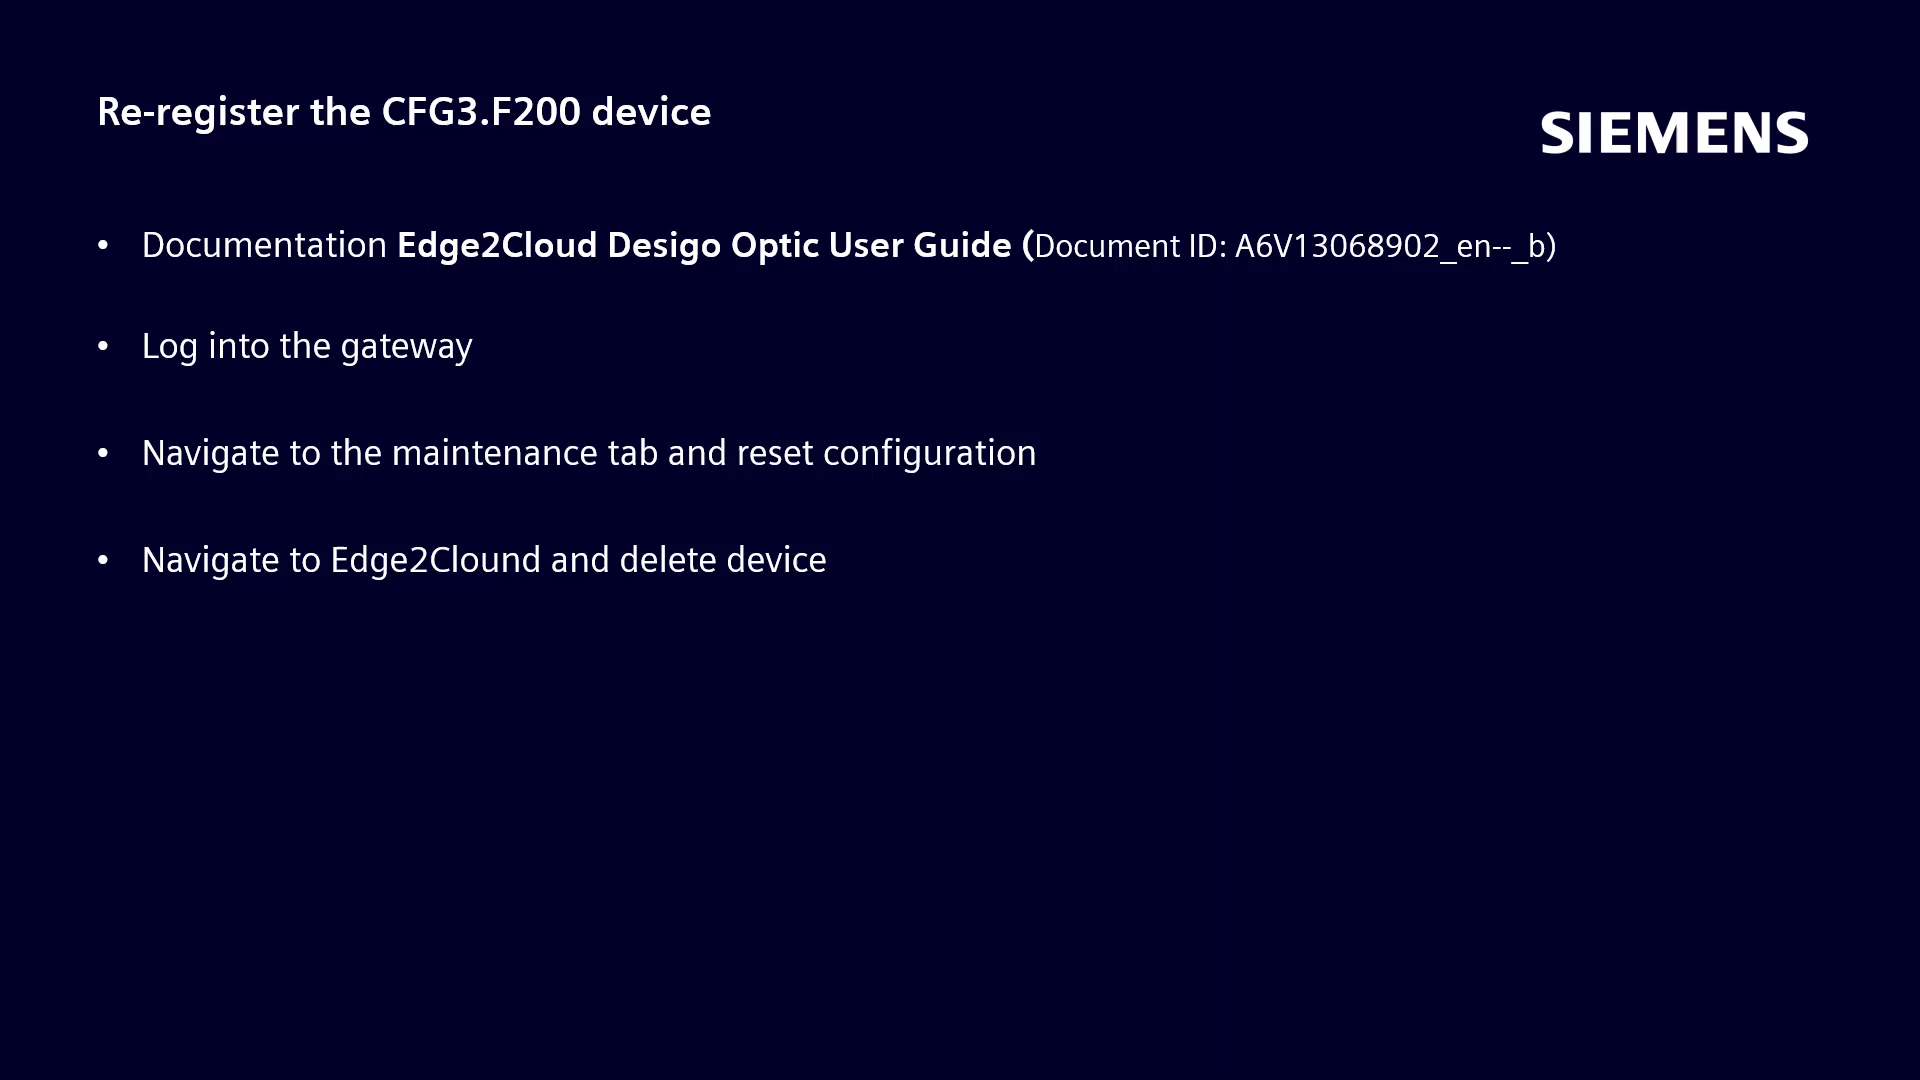 Re-register the CFG3.F200 device
SIEMENS
• Documentation Edge2Cloud Desigo Optic User Guide (Document ID: A6V13068902_en--_b)
• Log into the gateway
• Navigate to the maintenance tab and reset configuration
• Navigate to Edge2Clound and delete device